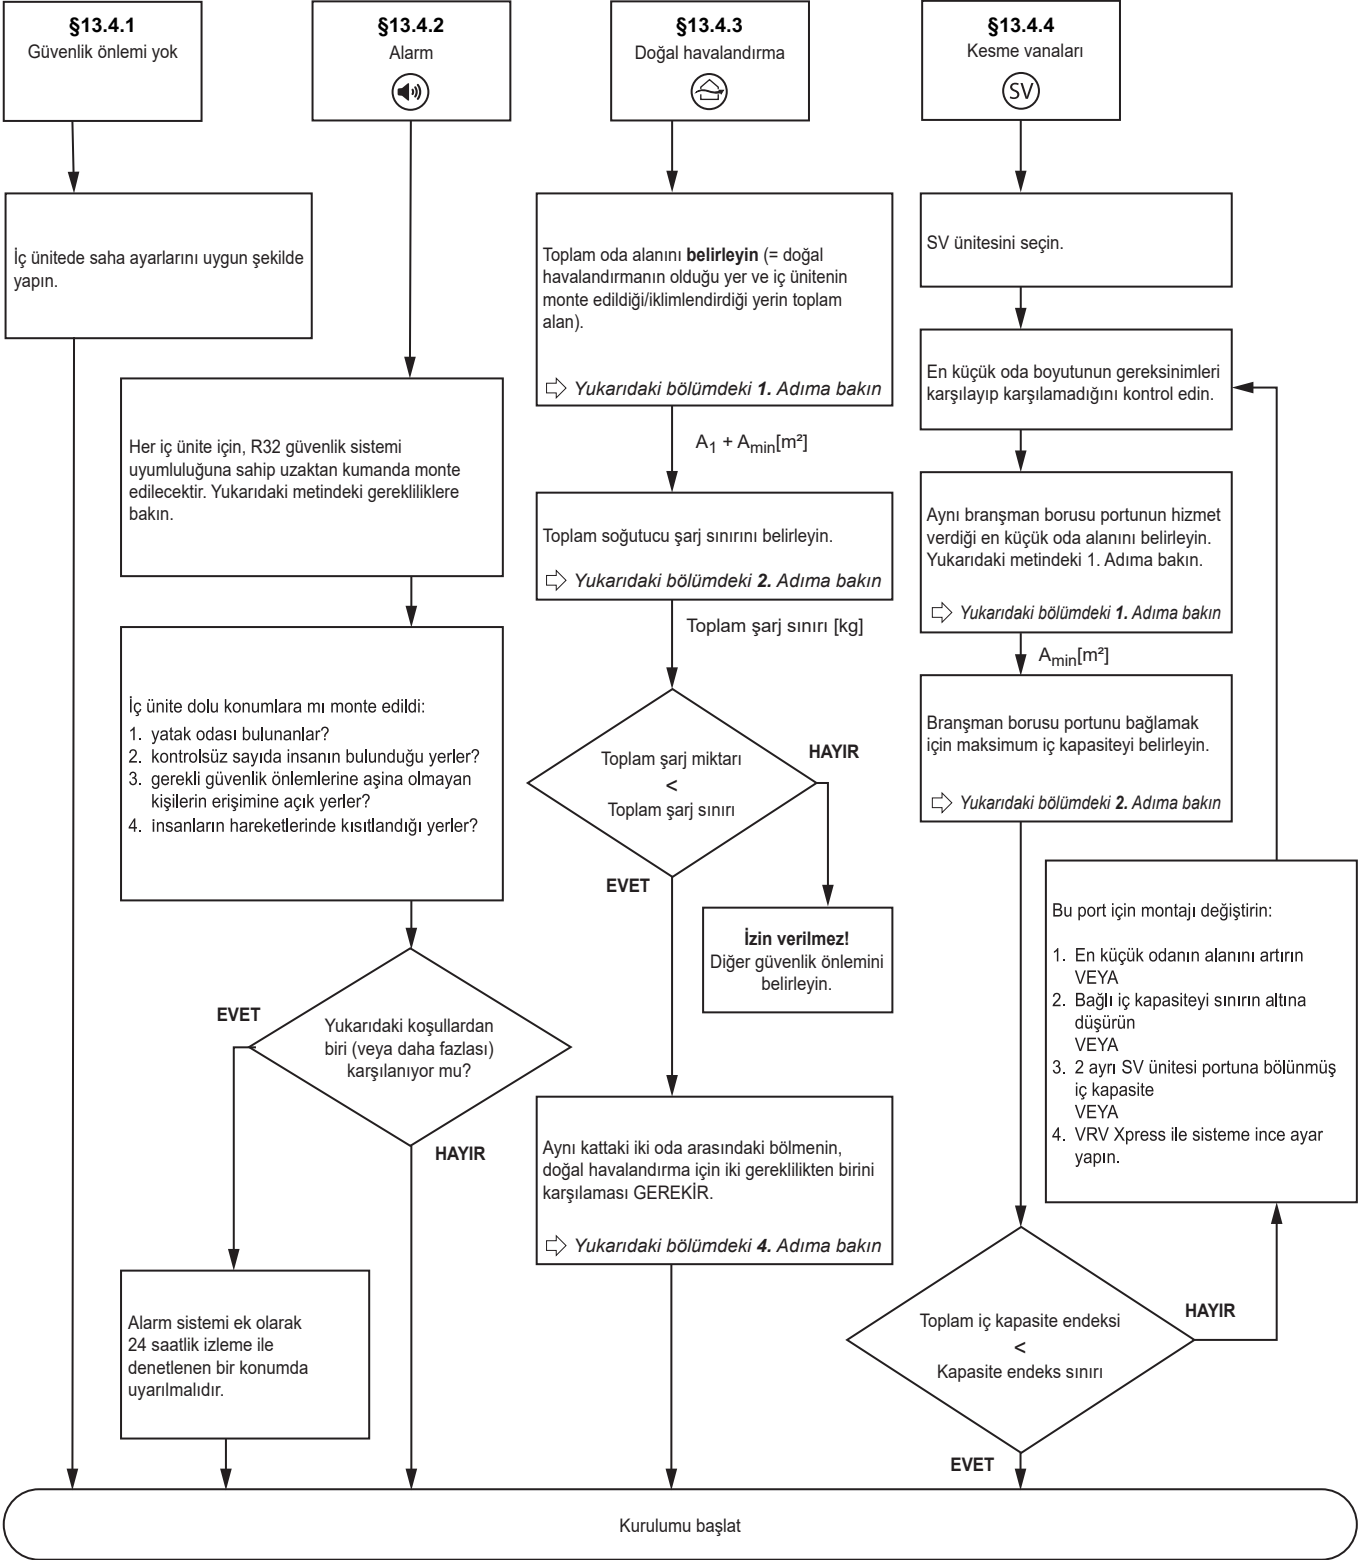 §13.4.1
Güvenlik önlemi yok
§13.4.2
Alarm
§13.4.3
Doğal havalandırma
§13.4.4
Kesme vanaları
SV
İç ünitede saha ayarlarını uygun şekilde
yapın.
Her iç ünite için, R32 güvenlik sistemi
uyumluluğuna sahip uzaktan kumanda monte
edilecektir. Yukarıdaki metindeki gerekliliklere
bakın.
İç ünite dolu konumlara mı monte edildi:
1. yatak odası bulunanlar?
2. kontrolsüz sayıda insanın bulunduğu yerler?
3. gerekli güvenlik önlemlerine aşina olmayan
kişilerin erişimine açık yerler?
4. insanların hareketlerinde kısıtlandığı yerler?
EVET
Yukarıdaki koşullardan
biri (veya daha fazlası)
karşılanıyor mu?
HAYIR
Alarm sistemi ek olarak
24 saatlik izleme ile
denetlenen bir konumda
uyarılmalıdır.
Toplam oda alanını belirleyin (= doğal
havalandırmanın olduğu yer ve iç ünitenin
monte edildiği/iklimlendirdiği yerin toplam
alan).
⇨ Yukarıdaki bölümdeki 1. Adıma bakın
A1 + Amin[m²]
Toplam soğutucu şarj sınırını belirleyin.
⇨ Yukarıdaki bölümdeki 2. Adıma bakın
Toplam şarj sınırı [kg]
Toplam şarj miktarı
<
Toplam şarj sınırı
HAYIR
EVET
İzin verilmez!
Diğer güvenlik önlemini
belirleyin.
Aynı kattaki iki oda arasındaki bölmenin,
doğal havalandırma için iki gereklilikten birini
karşılaması GEREKİR.
⇨ Yukarıdaki bölümdeki 4. Adıma bakın
SV ünitesini seçin.
En küçük oda boyutunun gereksinimleri
karşılayıp karşılamadığını kontrol edin.
Aynı branşman borusu portunun hizmet
verdiği en küçük oda alanını belirleyin.
Yukarıdaki metindeki 1. Adıma bakın.
⇨ Yukarıdaki bölümdeki 1. Adıma bakın
Amin[m²]
Branşman borusu portunu bağlamak
için maksimum iç kapasiteyi belirleyin.
⇨ Yukarıdaki bölümdeki 2. Adıma bakın
Bu port için montajı değiştirin:
1. En küçük odanın alanını artırın
VEYA
2. Bağlı iç kapasiteyi sınırın altına
düşürün
VEYA
3. 2 ayrı SV ünitesi portuna bölünmüş
iç kapasite
VEYA
4. VRV Xpress ile sisteme ince ayar
yapın.
Toplam iç kapasite endeksi
<
Kapasite endeks sınırı
HAYIR
EVET
Kurulumu başlat